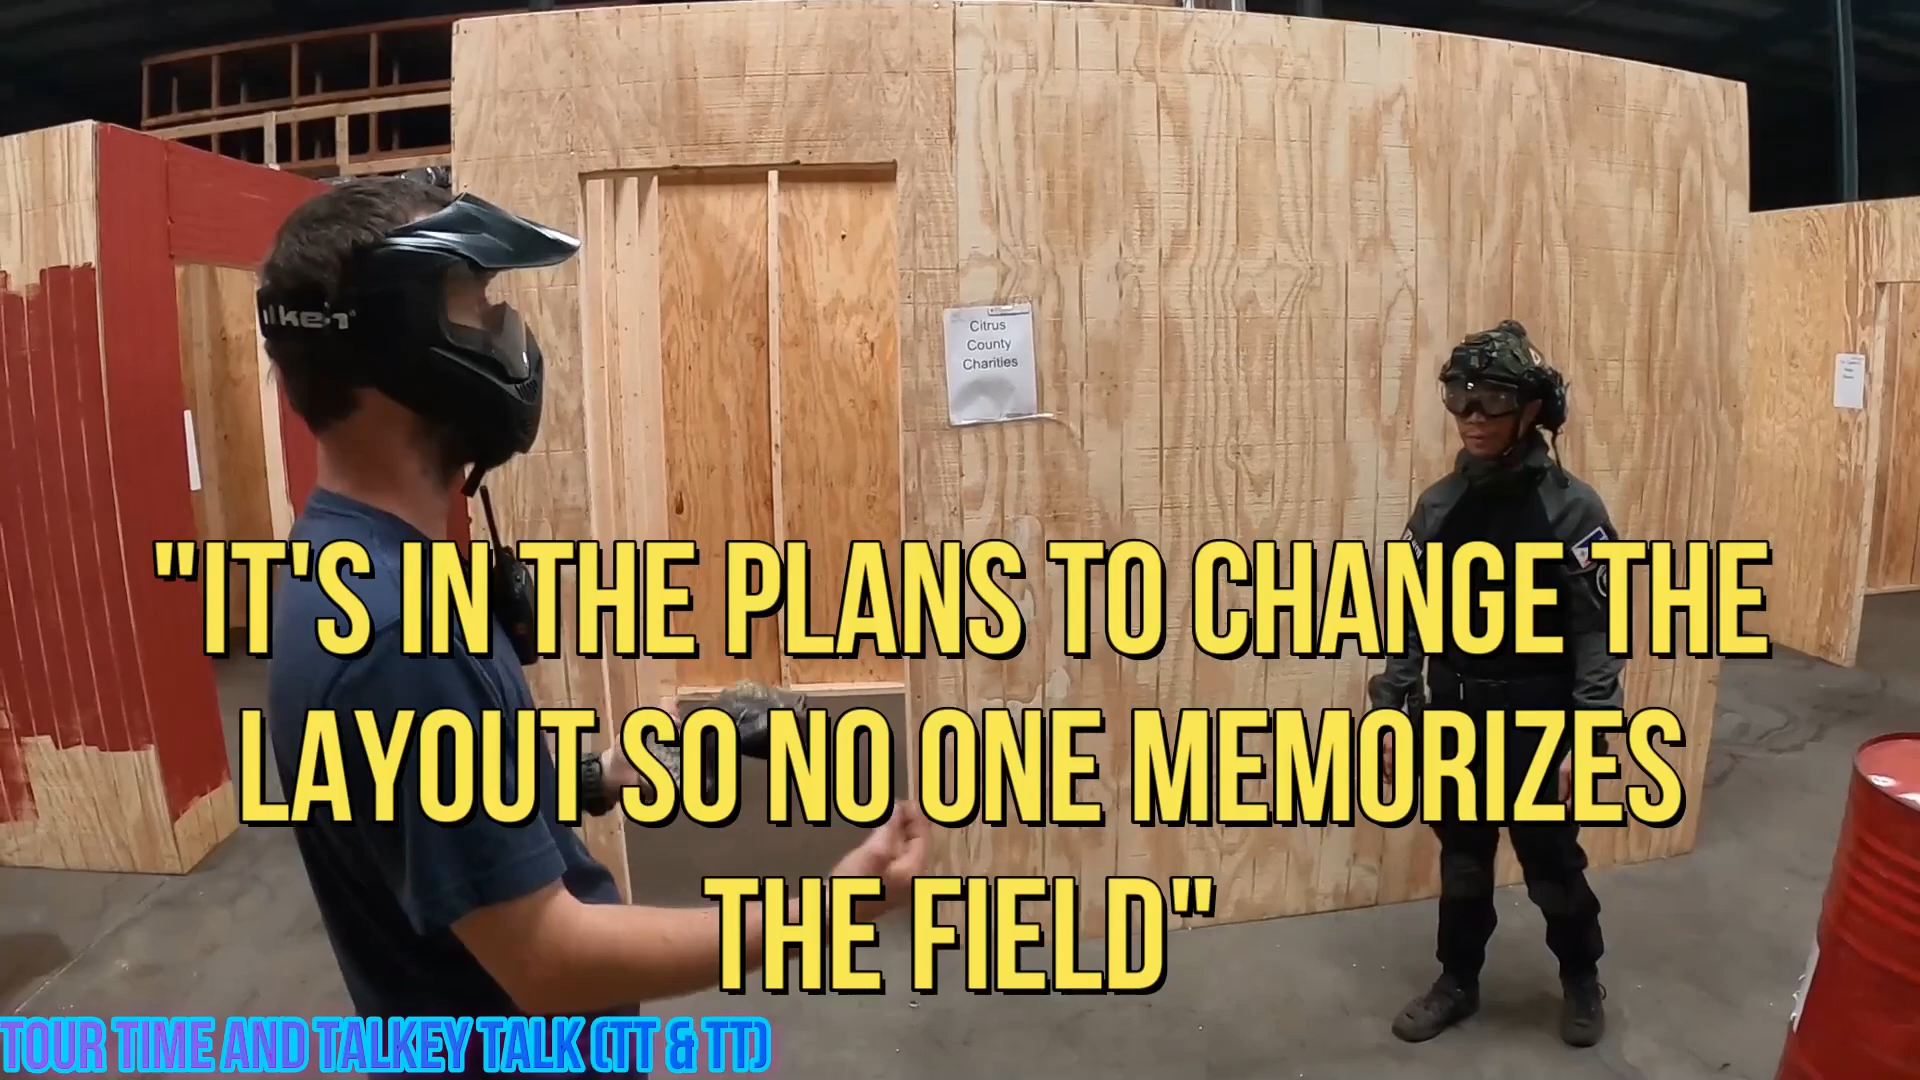 Citrus
County
Charities
"IT'S IN THE PLANS TO CHANGE THE
LAYOUT SO NO ONE MEMORIZES
THE FIELD"
TOUR TIME AND TALKEY TALK (TT & TT)